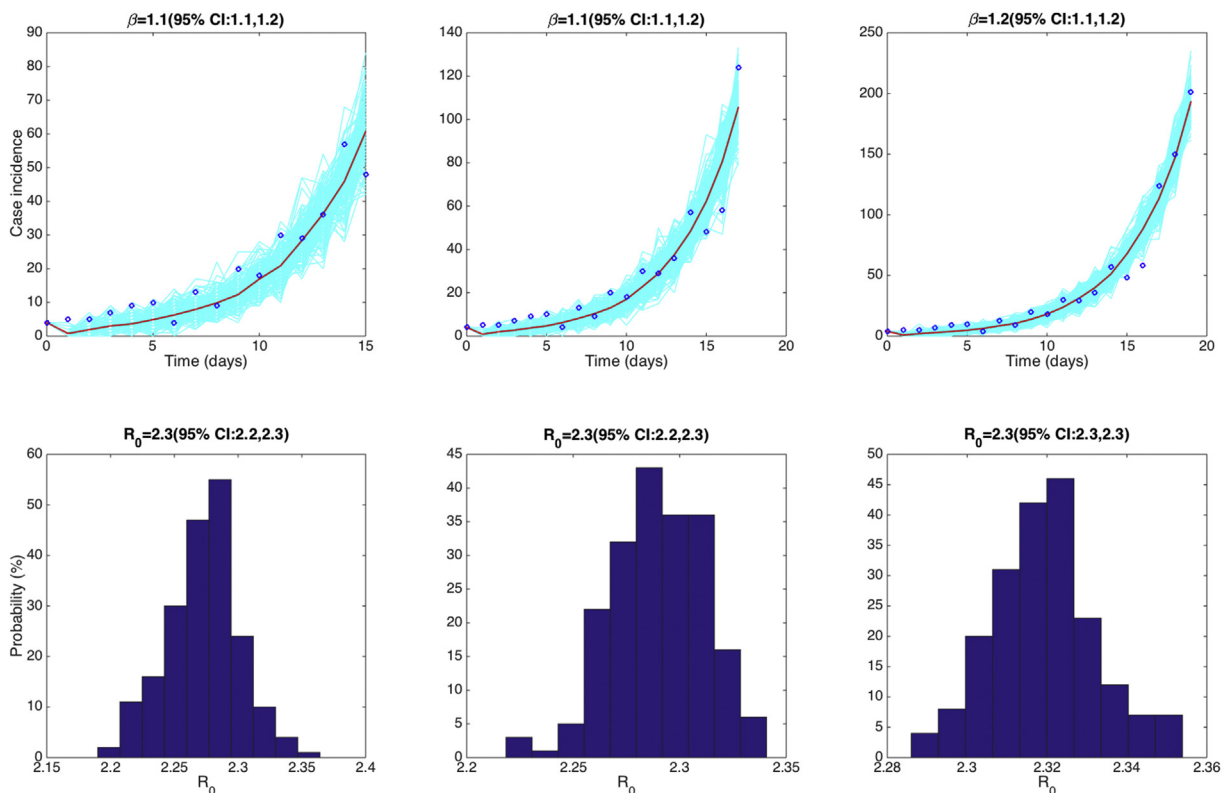 β=1.1(95% CI:1.1,1.2)
β=1.1(95% CI:1.1,1.2)
β=1.2(95% CI:1.1,1.2)
Case incidence
90
80
70
60
50
40
30
20
10
0
0 5 10 15
Time (days)
140
120
100
80
60
40
20
0
0 5 10 15 20
Time (days)
250
200
150
100
50
0
0 5 10 15 20
Time (days)
R0=2.3(95% CI:2.2,2.3)
R0=2.3(95% CI:2.2,2.3)
R0=2.3(95% CI:2.3,2.3)
Probability (%)
60
50
40
30
20
10
0
2.15 2.2 2.25 2.3 2.35 2.4
R0
45
40
35
30
25
20
15
10
5
0
2.2 2.25 2.3 2.35
R0
50
45
40
35
30
25
20
15
10
5
0
2.28 2.3 2.32 2.34 2.36
R0